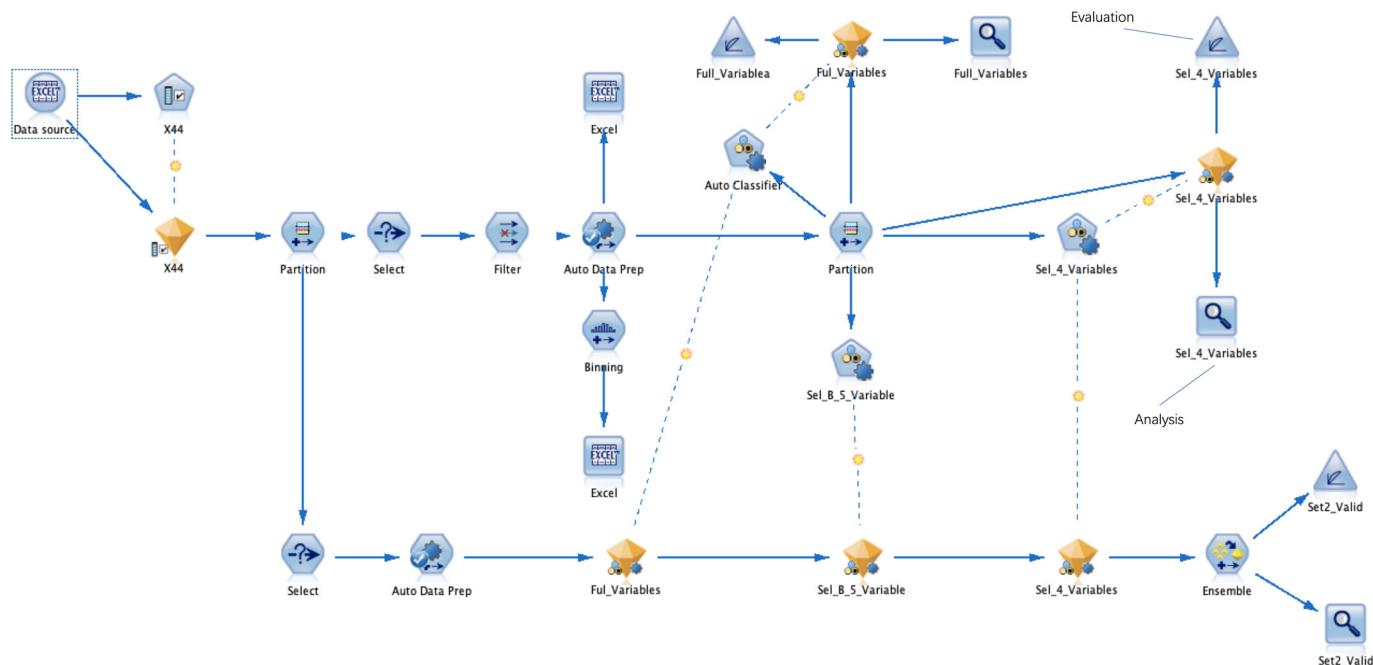 Evaluation
EXCEL
Data source
X44
EXCEL
Excel
Full_Variablea
Ful_Variables
Full_Variables
Sel_4_Variables
Auto Classifier
Sel_4_Variables
X44
Partition
Select
Filter
Auto Data Prep
Partition
Sel_4_Variables
Binning
Sel_B_5_Variable
Sel_4_Variables
Analysis
EXCEL
Excel
Set2_Valid
Select
Auto Data Prep
Ful_Variables
Sel_B_5_Variable
Sel_4_Variables
Ensemble
Set2_Valid